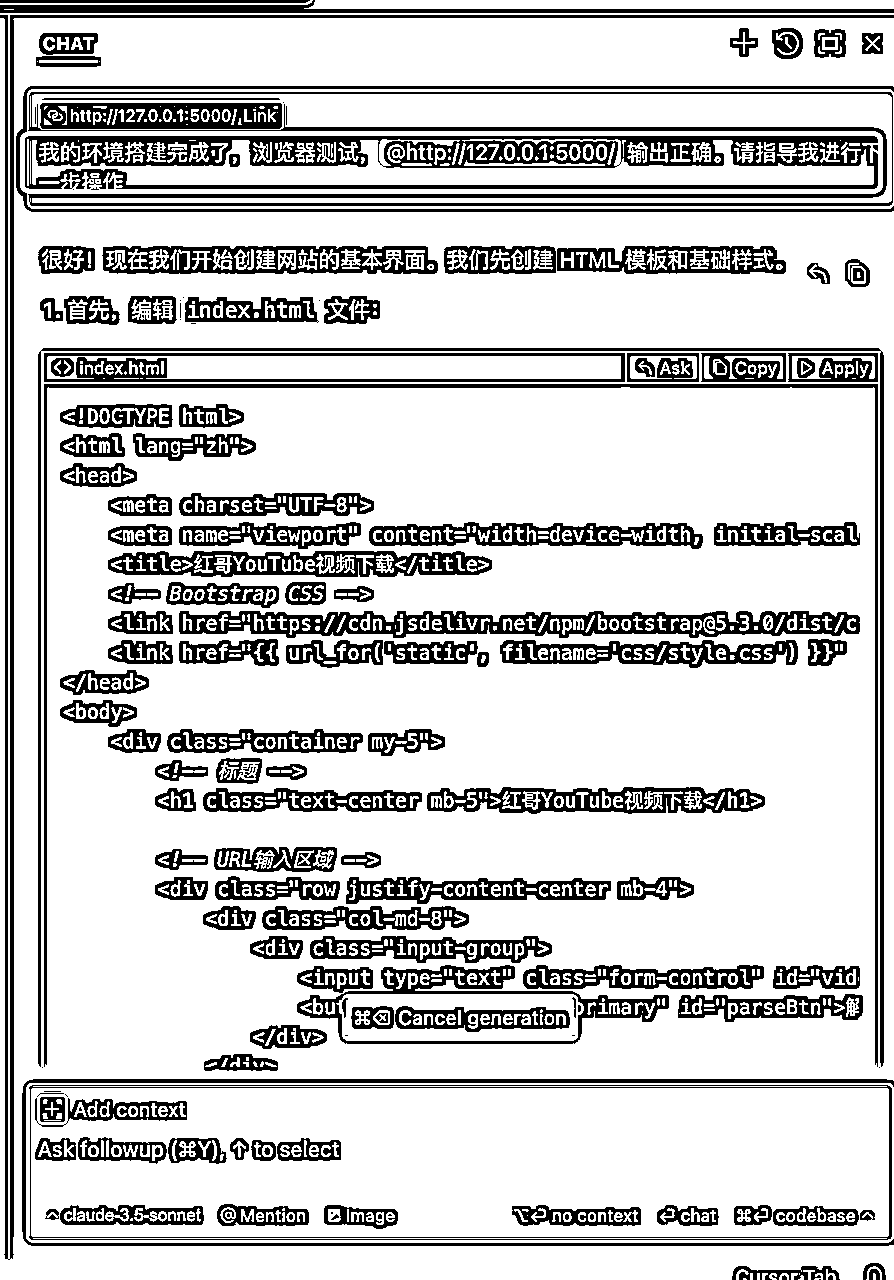 CHAT
http://127.0.0.1:5000/,Link
我的环境搭建完成了，浏览器测试， @http://127.0.0.1:5000/ 输出正确。请指导我进行下
一步操作
很好！现在我们开始创建网站的基本界面。我们先创建 HTML 模板和基础样式。
1. 首先，编辑 index.html 文件：
index.html Ask Copy Apply
<!DOCTYPE html>
<html lang="zh">
<head>
<meta charset="UTF-8">
<meta name="viewport" content="width=device-width, initial-scal
<title>红哥YouTube视频下载</title>
<!-- Bootstrap CSS -->
<link href="https://cdn.jsdelivr.net/npm/bootstrap@5.3.0/dist/c
<link href="{{ url_for('static', filename='css/style.css') }}"
</head>
<body>
<div class="container my-5">
<!-- 标题 -->
<h1 class="text-center mb-5">红哥YouTube视频下载</h1>
<!-- URL输入区域 -->
<div class="row justify-content-center mb-4">
<div class="col-md-8">
<div class="input-group">
<input type="text" class="form-control" id="vid
<but primary" id="parseBtn">解
⌘⌫ Cancel generation
</div>
</div>
Add context
Ask followup (⌘Y), ↑ to select
^ claude-3.5-sonnet @ Mention Image ⌥⏎ no context ⏎ chat ⌘⏎ codebase ^
Cursor Tab